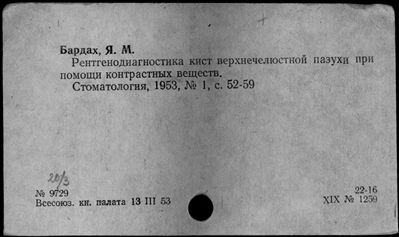 Бардах, Я. М.
Рентгенодиагностика кист верхнечелюстной пазухи при
помощи контрастных веществ.
Стоматология, 1953, № 1, с. 52-59
20/3
№ 9729
Всесоюз. кн. палата 13 III 53
22-16
XIX № 1259